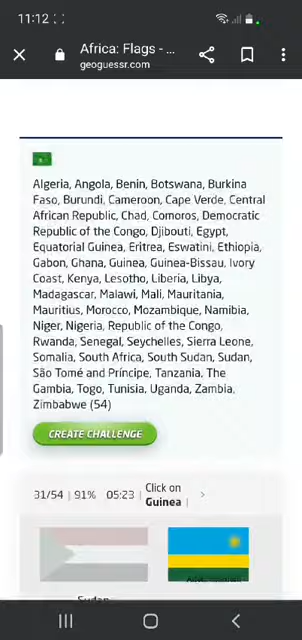 11:12
Africa: Flags - ...
geoguessr.com
Algeria, Angola, Benin, Botswana, Burkina
Faso, Burundi, Cameroon, Cape Verde, Central
African Republic, Chad, Comoros, Democratic
Republic of the Congo, Djibouti, Egypt,
Equatorial Guinea, Eritrea, Eswatini, Ethiopia,
Gabon, Ghana, Guinea, Guinea-Bissau, Ivory
Coast, Kenya, Lesotho, Liberia, Libya,
Madagascar, Malawi, Mali, Mauritania,
Mauritius, Morocco, Mozambique, Namibia,
Niger, Nigeria, Republic of the Congo,
Rwanda, Senegal, Seychelles, Sierra Leone,
Somalia, South Africa, South Sudan, Sudan,
São Tomé and Príncipe, Tanzania, The
Gambia, Togo, Tunisia, Uganda, Zambia,
Zimbabwe (54)
CREATE CHALLENGE
31/54 | 91% 05:23 | Click on
Guinea |
Sudan